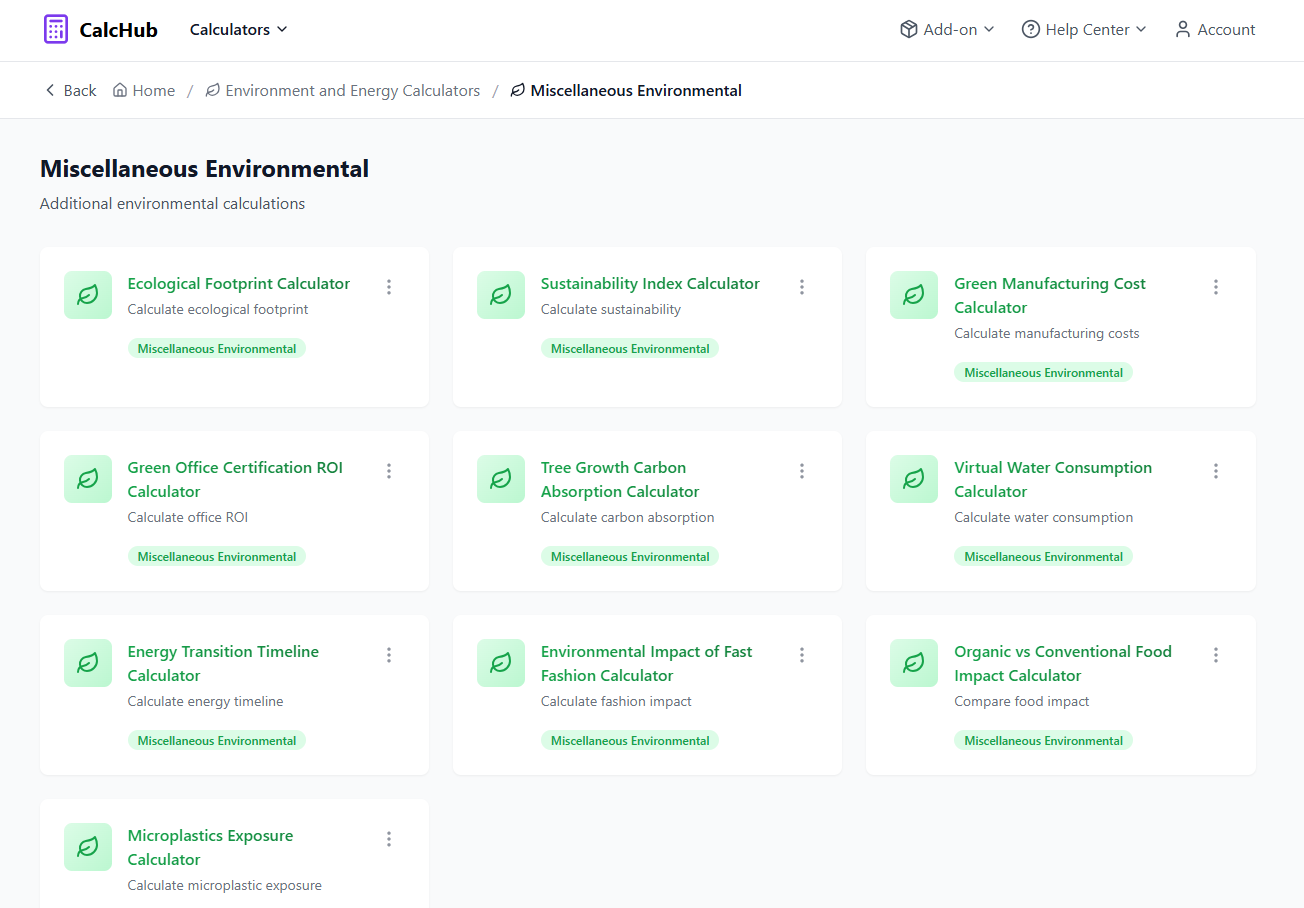 CalcHub Calculators Add-on Help Center Account
Back Home / Environment and Energy Calculators / Miscellaneous Environmental
Miscellaneous Environmental
Additional environmental calculations
Ecological Footprint Calculator
Calculate ecological footprint
Miscellaneous Environmental
Sustainability Index Calculator
Calculate sustainability
Miscellaneous Environmental
Green Manufacturing Cost
Calculator
Calculate manufacturing costs
Miscellaneous Environmental
Green Office Certification ROI
Calculator
Calculate office ROI
Miscellaneous Environmental
Tree Growth Carbon
Absorption Calculator
Calculate carbon absorption
Miscellaneous Environmental
Virtual Water Consumption
Calculator
Calculate water consumption
Miscellaneous Environmental
Energy Transition Timeline
Calculator
Calculate energy timeline
Miscellaneous Environmental
Environmental Impact of Fast
Fashion Calculator
Calculate fashion impact
Miscellaneous Environmental
Organic vs Conventional Food
Impact Calculator
Compare food impact
Miscellaneous Environmental
Microplastics Exposure
Calculator
Calculate microplastic exposure